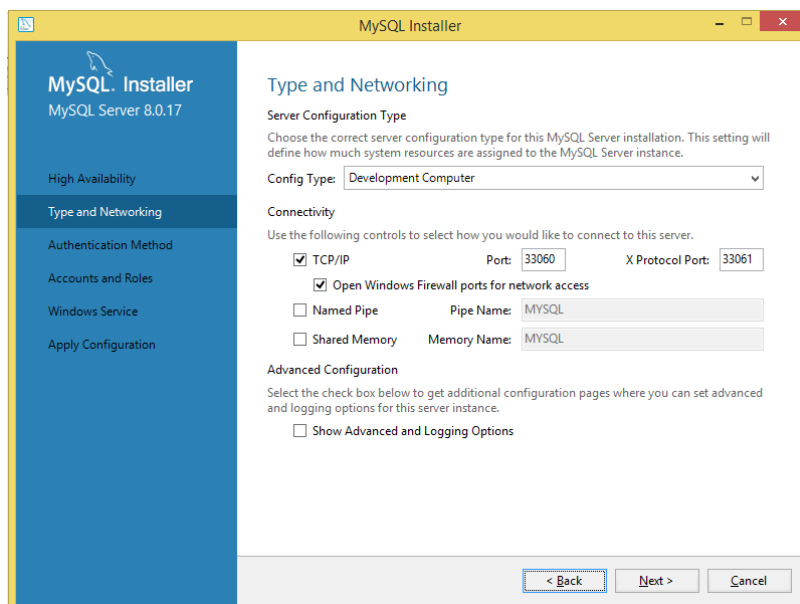 MySQL Installer
MySQL. Installer
MySQL Server 8.0.17
High Availability
Type and Networking
Authentication Method
Accounts and Roles
Windows Service
Apply Configuration
Type and Networking
Server Configuration Type
Choose the correct server configuration type for this MySQL Server installation. This setting will
define how much system resources are assigned to the MySQL Server instance.
Config Type: Development Computer
Connectivity
Use the following controls to select how you would like to connect to this server.
TCP/IP Port: 33060 X Protocol Port: 33061
Open Windows Firewall ports for network access
Named Pipe Pipe Name: MYSQL
Shared Memory Memory Name: MYSQL
Advanced Configuration
Select the check box below to get additional configuration pages where you can set advanced
and logging options for this server instance.
Show Advanced and Logging Options
< Back Next > Cancel